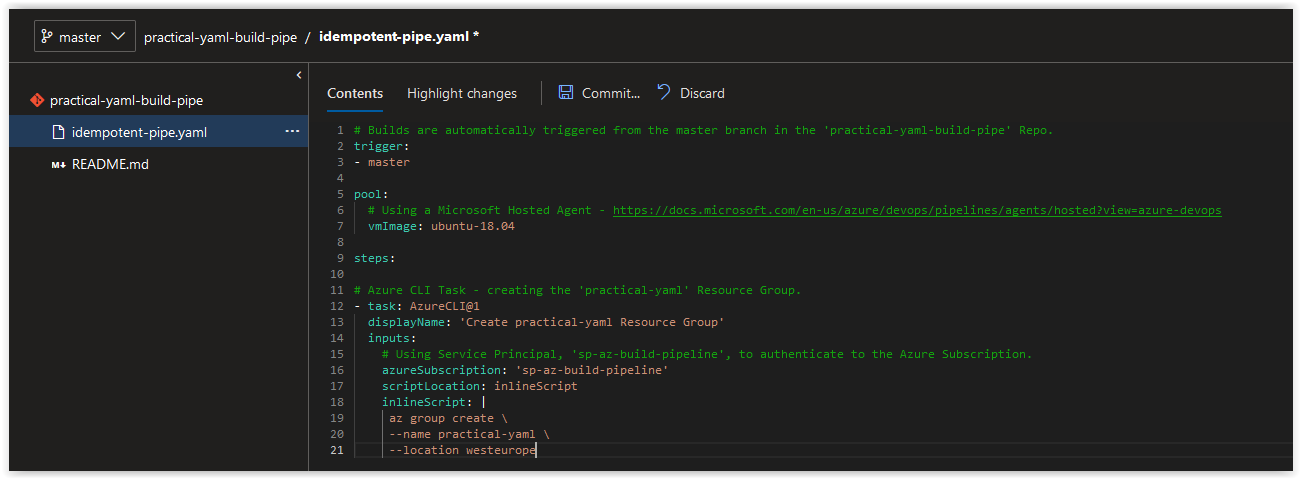 master practical-yaml-build-pipe / idempotent-pipe.yaml *
practical-yaml-build-pipe
idempotent-pipe.yaml ...
README.md
Contents Highlight changes Commit... Discard
1 # Builds are automatically triggered from the master branch in the 'practical-yaml-build-pipe' Repo.
2 trigger:
3 - master
4
5 pool:
6   # Using a Microsoft Hosted Agent - https://docs.microsoft.com/en-us/azure/devops/pipelines/agents/hosted?view=azure-devops
7   vmImage: ubuntu-18.04
8
9 steps:
10
11 # Azure CLI Task - creating the 'practical-yaml' Resource Group.
12 - task: AzureCLI@1
13   displayName: 'Create practical-yaml Resource Group'
14   inputs:
15     # Using Service Principal, 'sp-az-build-pipeline', to authenticate to the Azure Subscription.
16     azureSubscription: 'sp-az-build-pipeline'
17     scriptLocation: inlineScript
18     inlineScript: |
19      az group create \
20      --name practical-yaml \
21      --location westeurope